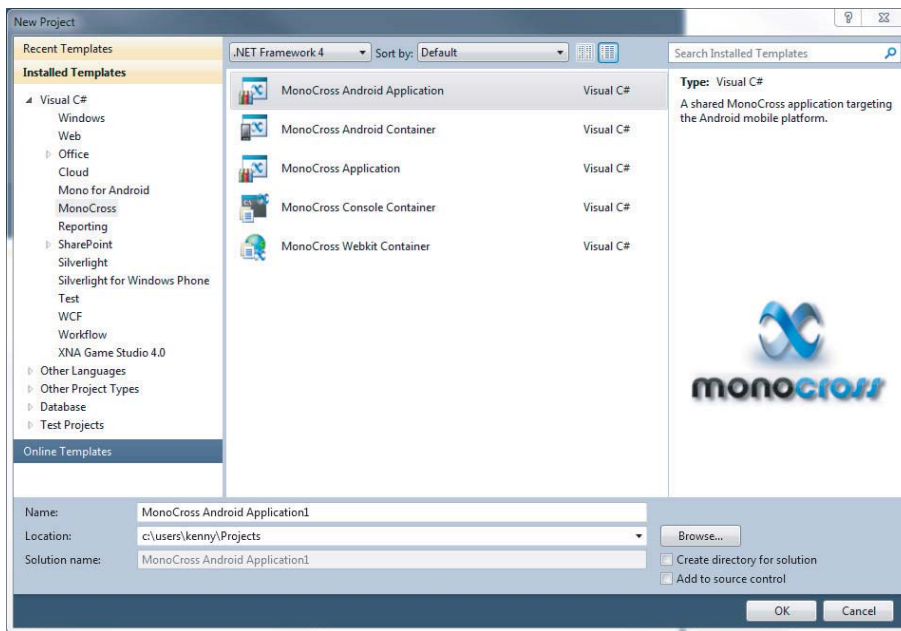 New Project
Recent Templates
Installed Templates
Visual C#
Windows
Web
Office
Cloud
Mono for Android
MonoCross
Reporting
SharePoint
Silverlight
Silverlight for Windows Phone
Test
WCF
Workflow
XNA Game Studio 4.0
Other Languages
Other Project Types
Database
Test Projects
Online Templates
.NET Framework 4 Sort by: Default
MonoCross Android Application Visual C#
MonoCross Android Container Visual C#
MonoCross Application Visual C#
MonoCross Console Container Visual C#
MonoCross Webkit Container Visual C#
Search Installed Templates
Type: Visual C#
A shared MonoCross application targeting
the Android mobile platform.
monocross
Name: MonoCross Android Application1
Location: c:\users\kenny\Projects
Solution name: MonoCross Android Application1
Browse...
Create directory for solution
Add to source control
OK Cancel